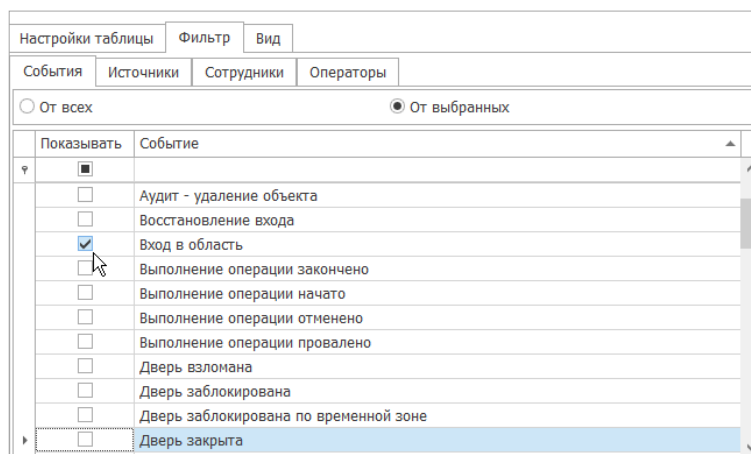 Настройки таблицы Фильтр Вид
События Источники Сотрудники Операторы
От всех От выбранных
Показывать Событие
Аудит - удаление объекта
Восстановление входа
Вход в область
Выполнение операции закончено
Выполнение операции начато
Выполнение операции отменено
Выполнение операции провалено
Дверь взломана
Дверь заблокирована
Дверь заблокирована по временной зоне
Дверь закрыта